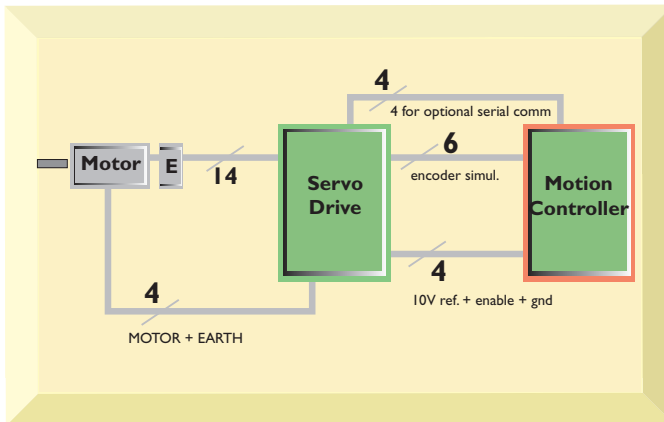 4
4 for optional serial comm
Motor
E
14
Servo
Drive
6
encoder simul.
Motion
Controller
4
10V ref. + enable + gnd
4
MOTOR + EARTH